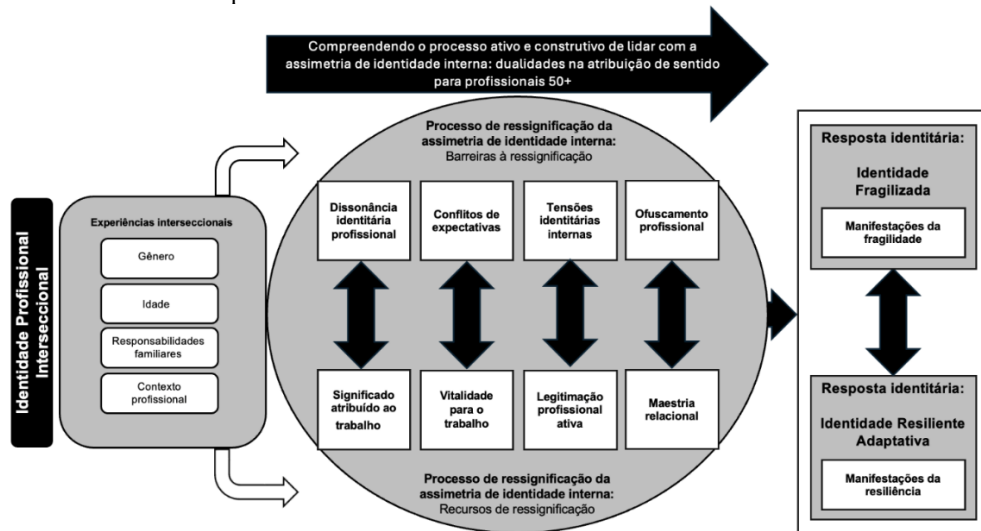 Compreendendo o processo ativo e construtivo de lidar com a
assimetria de identidade interna: dualidades na atribuição de sentido
para profissionais 50+
Identidade Profissional
Interseccional
Experiências interseccionais
Gênero
Idade
Responsabilidades
familiares
Contexto
profissional
Processo de ressignificação da
assimetria de identidade interna:
Barreiras à ressignificação
Dissonância
identitária
profissional
Conflitos de
expectativas
Tensões
identitárias
internas
Ofuscamento
profissional
Significado
atribuído ao
trabalho
Vitalidade
para o
trabalho
Legitimação
profissional
ativa
Maestria
relacional
Processo de ressignificação da
assimetria de identidade interna:
Recursos de ressignificação
Resposta identitária:
Identidade
Fragilizada
Manifestações da
fragilidade
Resposta identitária:
Identidade Resiliente
Adaptativa
Manifestações da
resiliência